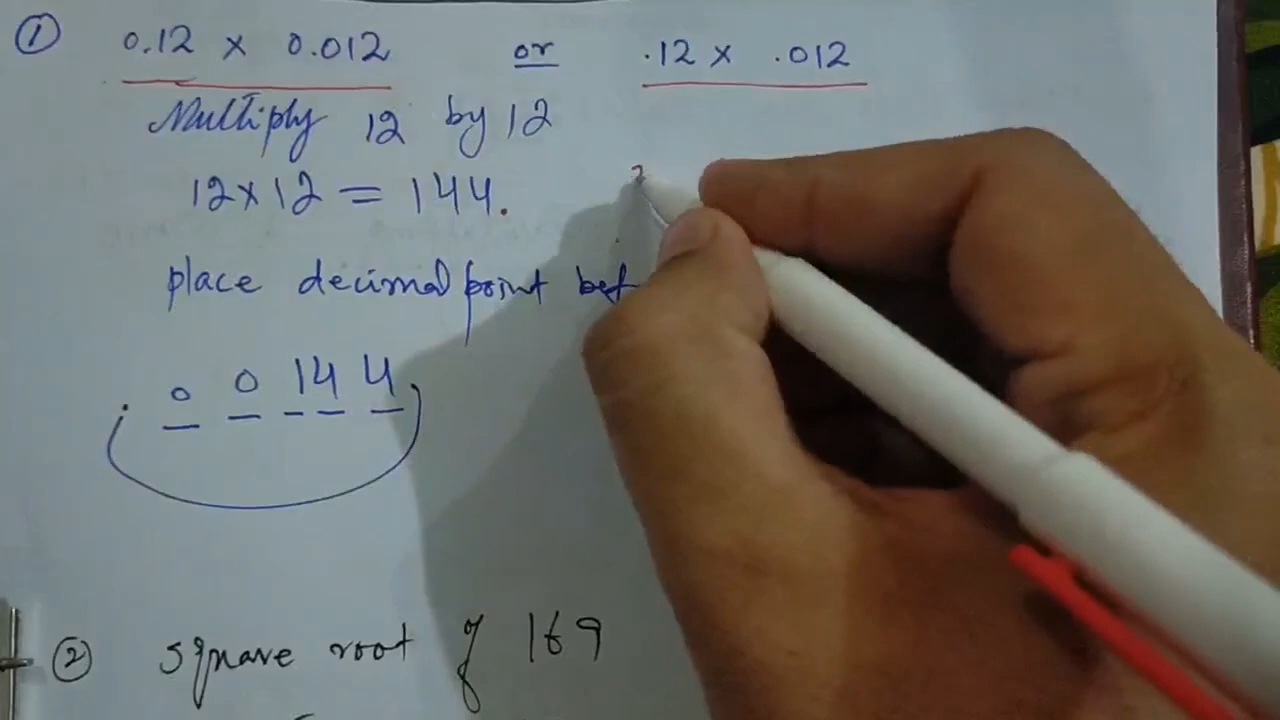 ① 0.12 x 0.012 or .12 x .012
Multiply 12 by 12
12x12 = 144.
place decimal point bef
. 0 0 14 4
② square root of 169